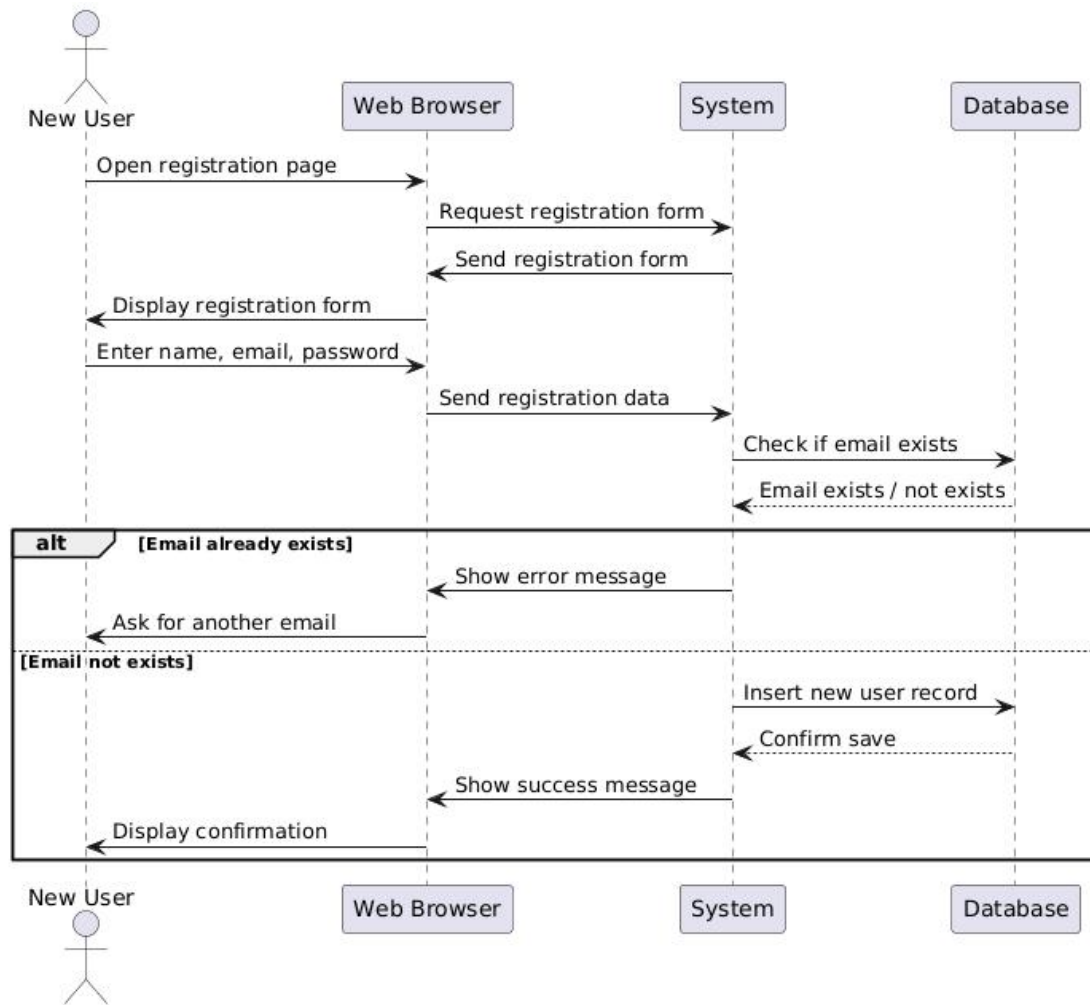 New User
Web Browser
System
Database
Open registration page
Request registration form
Send registration form
Display registration form
Enter name, email, password
Send registration data
Check if email exists
Email exists / not exists
alt
[Email already exists]
Show error message
Ask for another email
[Email not exists]
Insert new user record
Confirm save
Show success message
Display confirmation
New User
Web Browser
System
Database